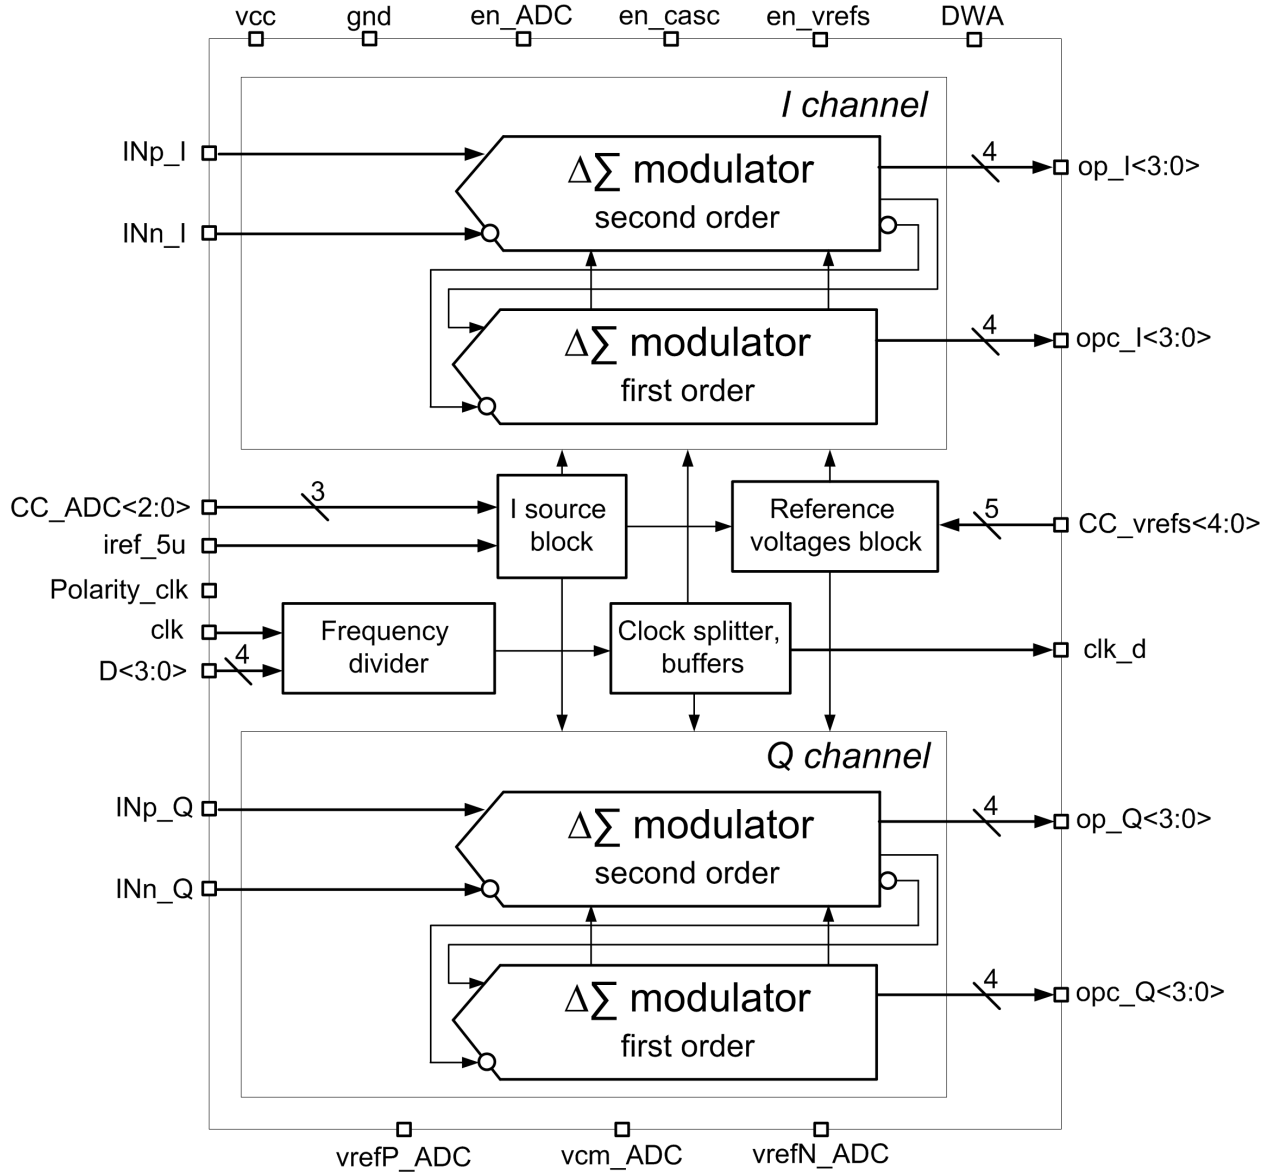 vcc
gnd
en_ADC
en_casc
en_vrefs
DWA
I channel
INp_I
INn_I
ΔΣ modulator
second order
4
op_I<3:0>
ΔΣ modulator
first order
4
opc_I<3:0>
CC_ADC<2:0>
3
iref_5u
I source
block
Reference
voltages block
5
CC_vrefs<4:0>
Polarity_clk
clk
D<3:0>
4
Frequency
divider
Clock splitter,
buffers
clk_d
Q channel
INp_Q
INn_Q
ΔΣ modulator
second order
4
op_Q<3:0>
ΔΣ modulator
first order
4
opc_Q<3:0>
vrefP_ADC
vcm_ADC
vrefN_ADC